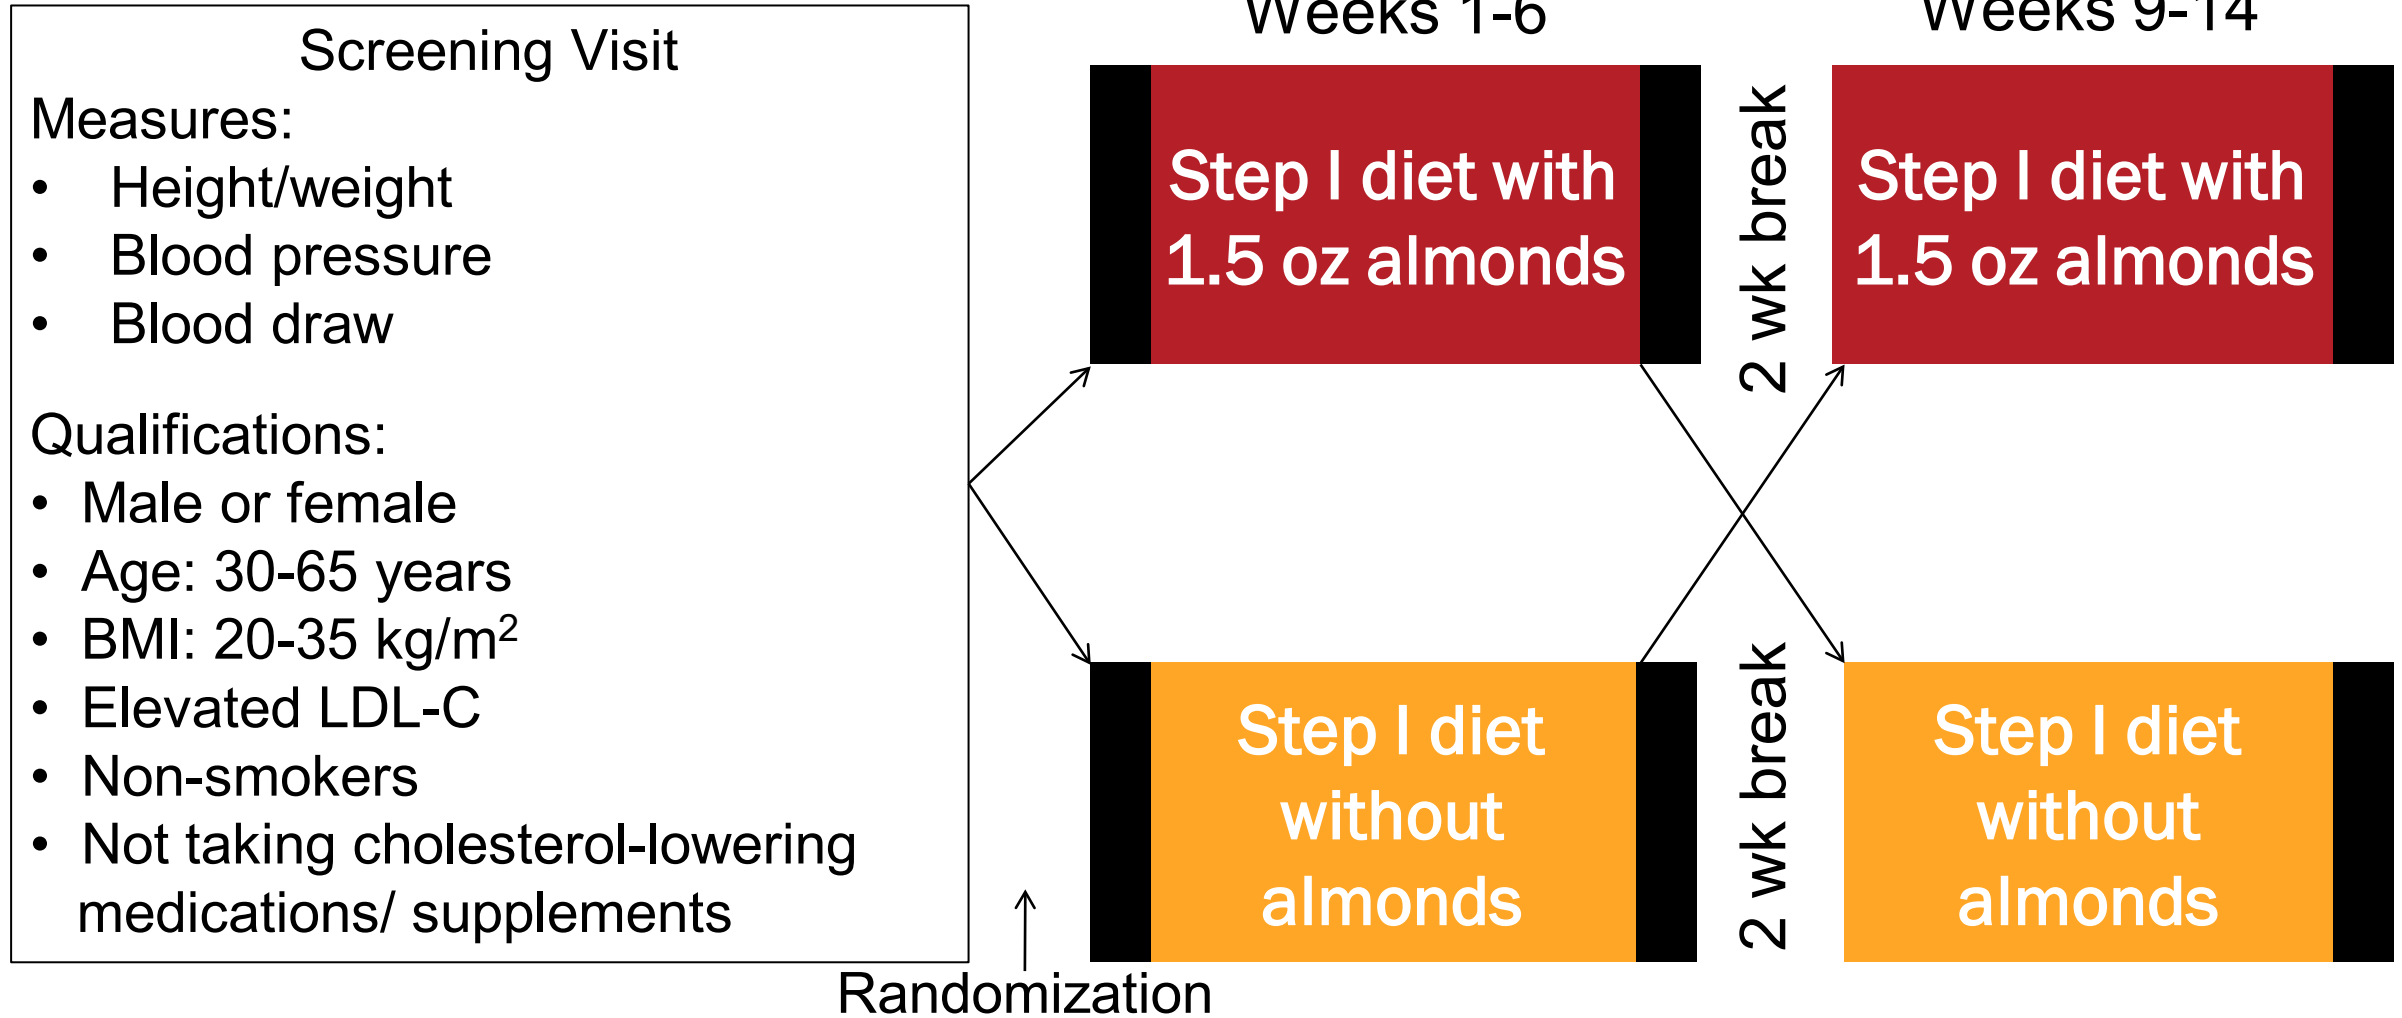 Screening Visit
Measures:
• Height/weight
• Blood pressure
• Blood draw
Qualifications:
• Male or female
• Age: 30-65 years
• BMI: 20-35 kg/m²
• Elevated LDL-C
• Non-smokers
• Not taking cholesterol-lowering
medications/ supplements
Randomization
Weeks 1-6
Step I diet with
1.5 oz almonds
Step I diet
without
almonds
2 wk break
2 wk break
Weeks 9-14
Step I diet with
1.5 oz almonds
Step I diet
without
almonds